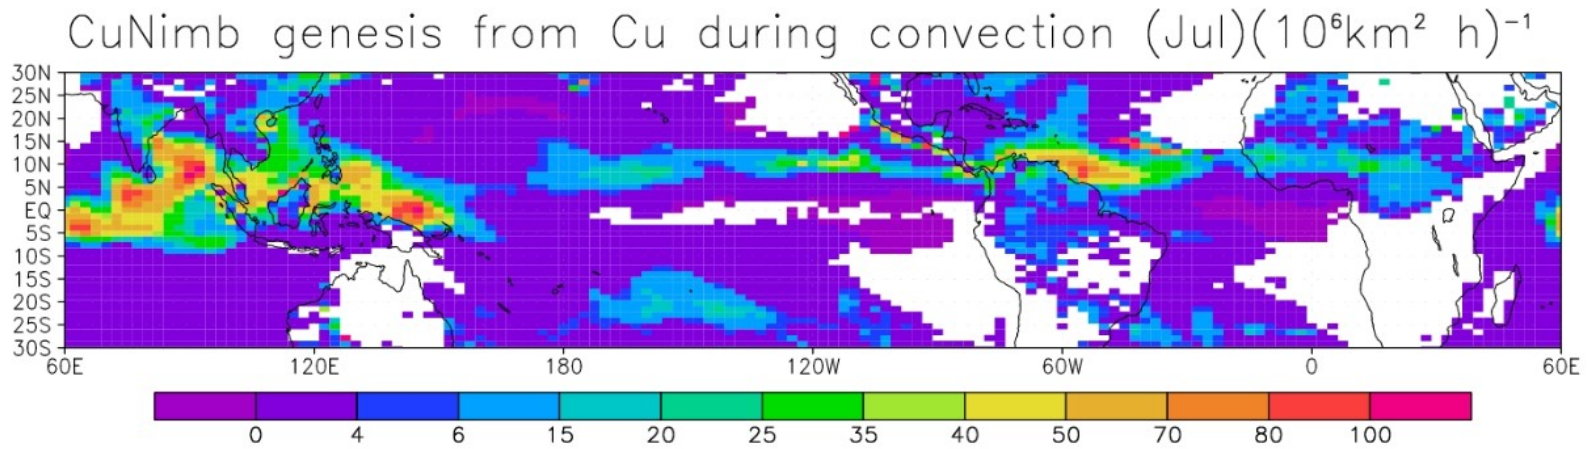 CuNimb genesis from Cu during convection (Jul)(10⁶km² h)⁻¹
30N
25N
20N
15N
10N
5N
EQ
5S
10S
15S
20S
25S
30S
60E 120E 180 120W 60W 0 60E
0 4 6 15 20 25 35 40 50 70 80 100